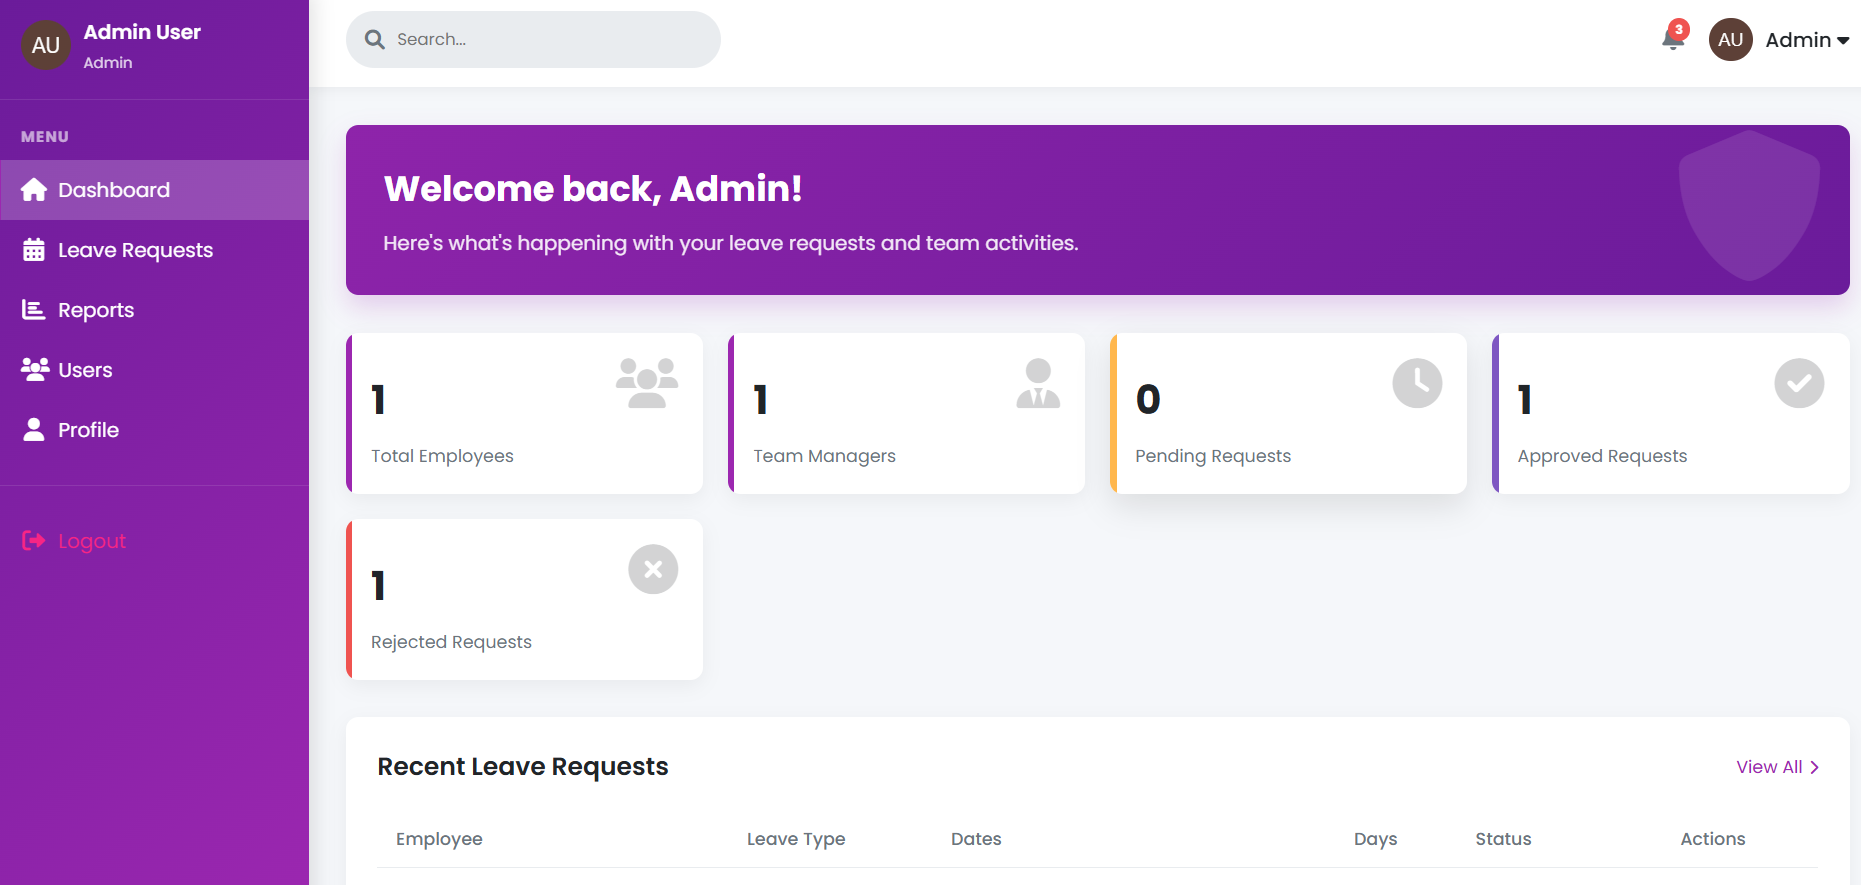 AU
Admin User
Admin
MENU
Dashboard
Leave Requests
Reports
Users
Profile
Logout
Search...
3
AU
Admin
Welcome back, Admin!
Here's what's happening with your leave requests and team activities.
1
Total Employees
1
Team Managers
0
Pending Requests
1
Approved Requests
1
Rejected Requests
Recent Leave Requests
View All
Employee Leave Type Dates Days Status Actions